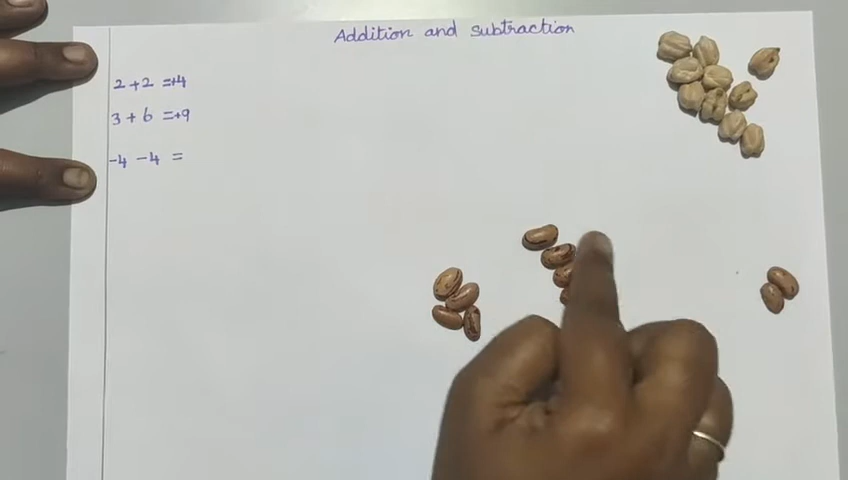 Addition and subtraction
2 + 2 = +4
3 + 6 = +9
-4 -4 =